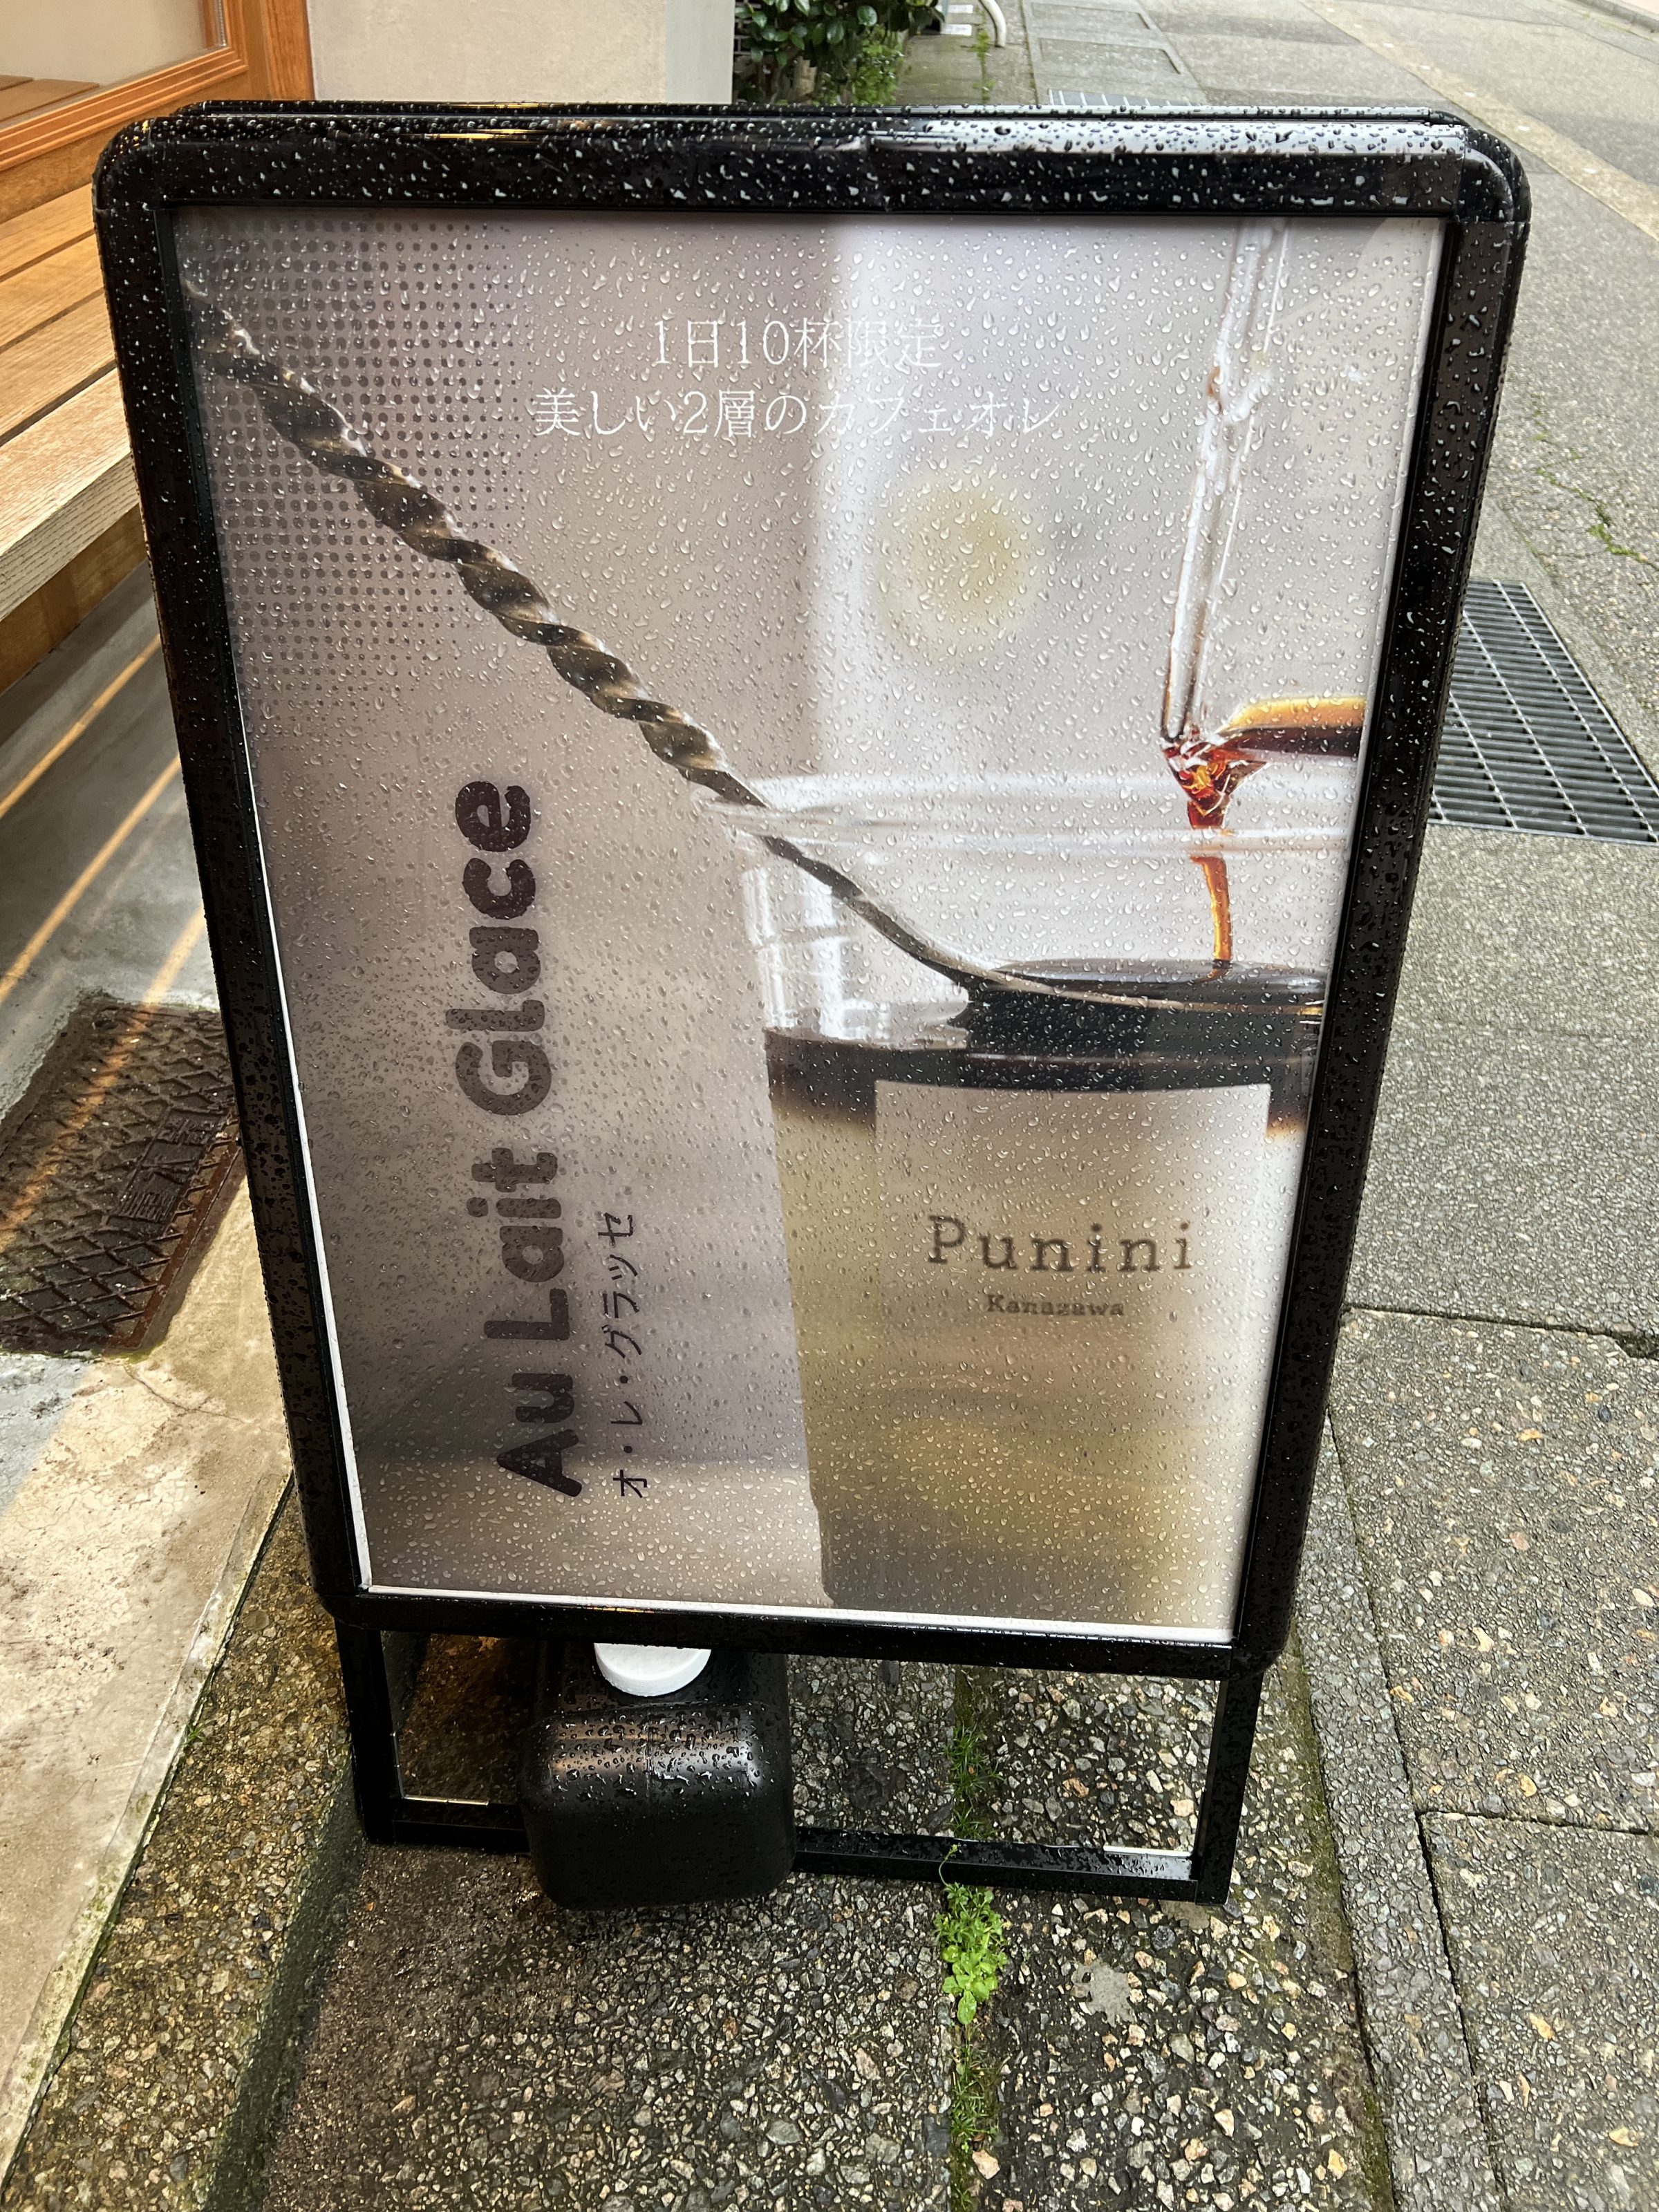 1日10杯限定
美しい2層のカフェオレ
Au Lait Glace
オ・レ・グラッセ
Punini
Kanazawa